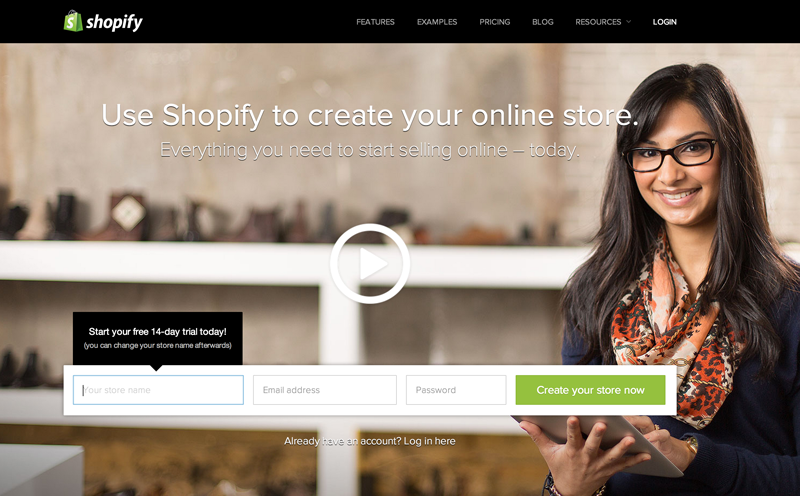 shopify
FEATURES EXAMPLES PRICING BLOG RESOURCES LOGIN
Use Shopify to create your online store.
Everything you need to start selling online – today.
Start your free 14-day trial today!
(you can change your store name afterwards)
Your store name Email address Password Create your store now
Already have an account? Log in here